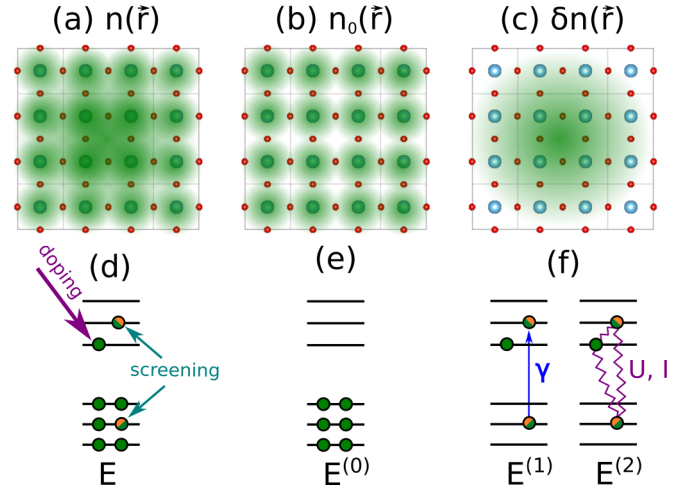 (a) n(r⃗)
(b) n₀(r⃗)
(c) δn(r⃗)
(d)
(e)
(f)
doping
screening
γ
U, I
E
E⁽⁰⁾
E⁽¹⁾
E⁽²⁾